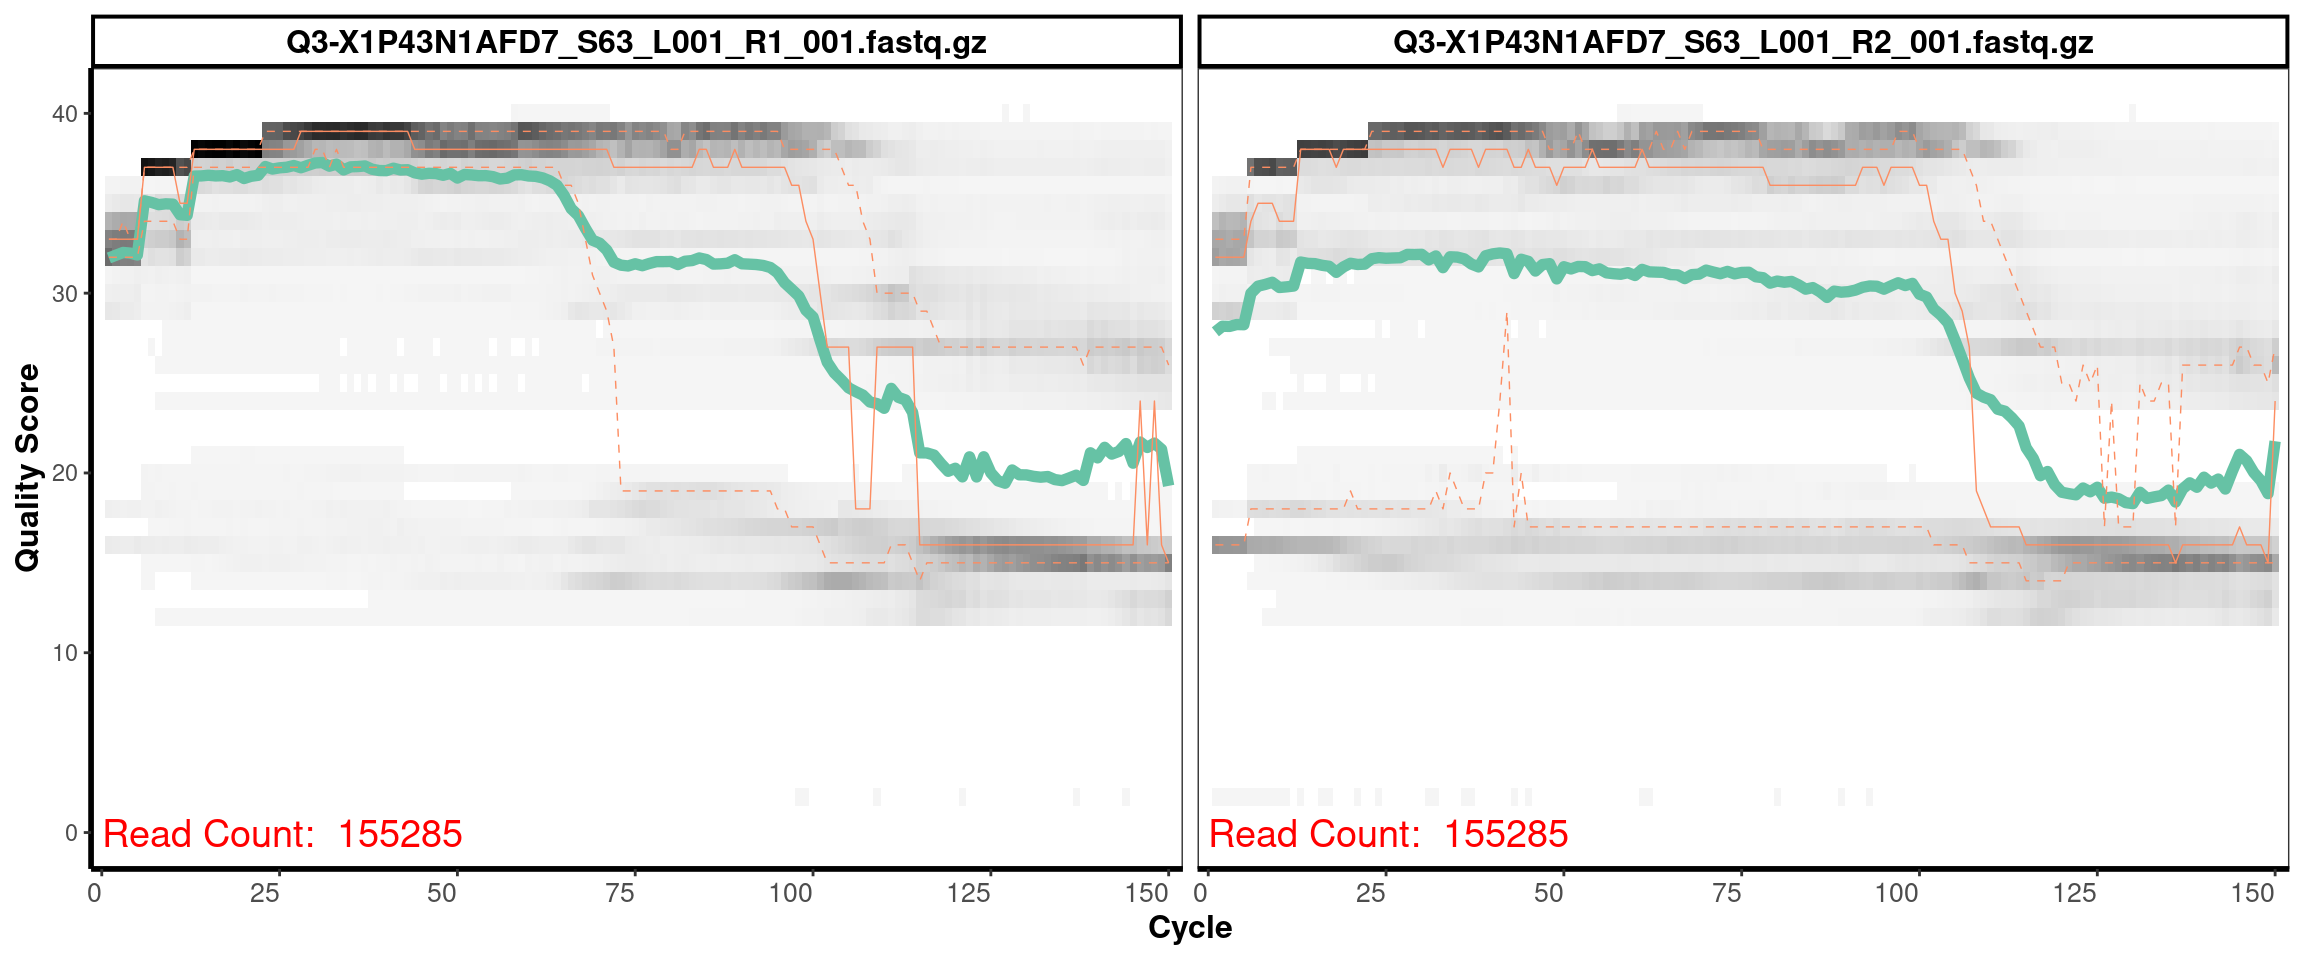 Q3-X1P43N1AFD7_S63_L001_R1_001.fastq.gz
Q3-X1P43N1AFD7_S63_L001_R2_001.fastq.gz
Quality Score
40
30
20
10
0
Read Count:  155285
Read Count:  155285
0 25 50 75 100 125 150
0 25 50 75 100 125 150
Cycle